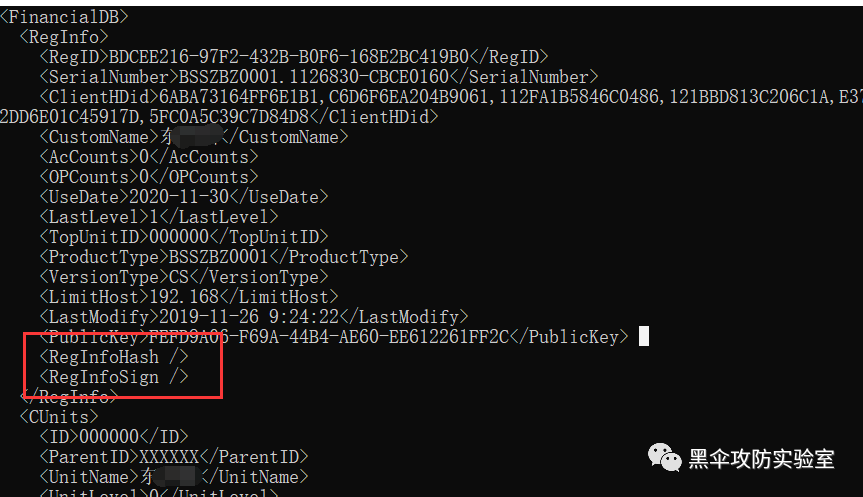 <FinancialDB>
<RegInfo>
<RegID>BDCEE216-97F2-432B-B0F6-168E2BC419B0</RegID>
<SerialNumber>BSSZBZ0001.1126830-CBCE0160</SerialNumber>
<ClientHDid>6ABA73164FF6E1B1,C6D6F6EA204B9061,112FA1B5846C0486,121BBD813C206C1A,E37
2DD6E01C45917D,5FC0A5C39C7D84D8</ClientHDid>
<CustomName>东</CustomName>
<AcCounts>0</AcCounts>
<OPCounts>0</OPCounts>
<UseDate>2020-11-30</UseDate>
<LastLevel>1</LastLevel>
<TopUnitID>000000</TopUnitID>
<ProductType>BSSZBZ0001</ProductType>
<VersionType>CS</VersionType>
<LimitHost>192.168</LimitHost>
<LastModify>2019-11-26 9:24:22</LastModify>
<PublicKey>FEFD9A06-F69A-44B4-AE60-EE612261FF2C</PublicKey>
<RegInfoHash />
<RegInfoSign />
</RegInfo>
<CUnits>
<ID>000000</ID>
<ParentID>XXXXXX</ParentID>
<UnitName>东</UnitName>
<UnitLevel>0</UnitLevel>
黑伞攻防实验室